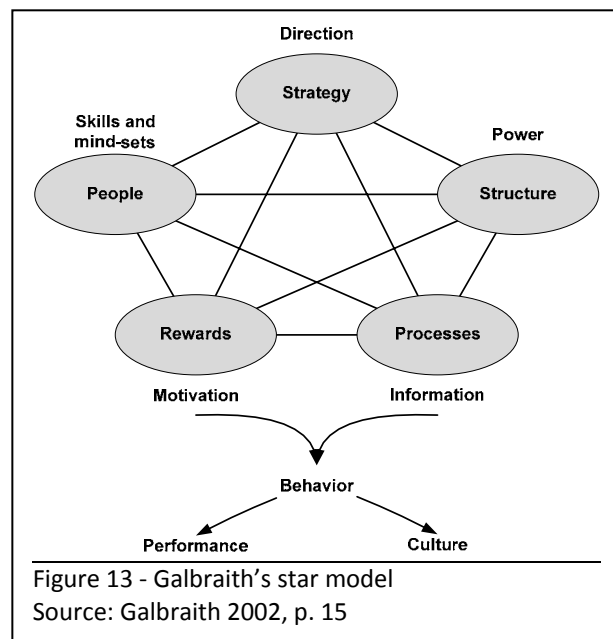 Direction
Strategy
Skills and
mind-sets
Power
People
Structure
Rewards
Processes
Motivation
Information
Behavior
Performance
Culture
Figure 13 - Galbraith's star model
Source: Galbraith 2002, p. 15